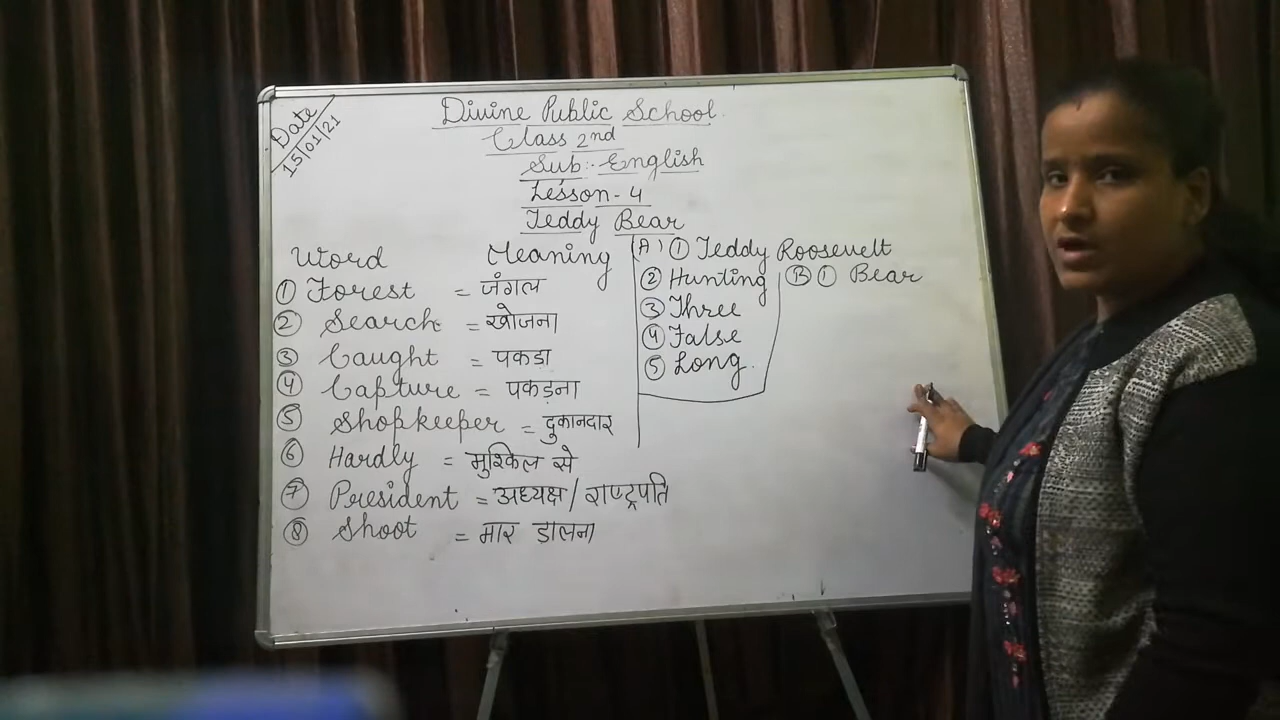 Date
15/01/21
Divine Public School
Class 2nd
Sub:- English
Lesson-4
Teddy Bear
Word Meaning
① Forest = जंगल
② Search = खोजना
③ Caught = पकड़ा
④ Capture = पकड़ना
⑤ Shopkeeper = दुकानदार
⑥ Hardly = मुश्किल से
⑦ President = अध्यक्ष/ राष्ट्रपति
⑧ Shoot = मार डालना
(A) ① Teddy Roosevelt
② Hunting
③ Three
④ False
⑤ Long.
Ⓑ ① Bear